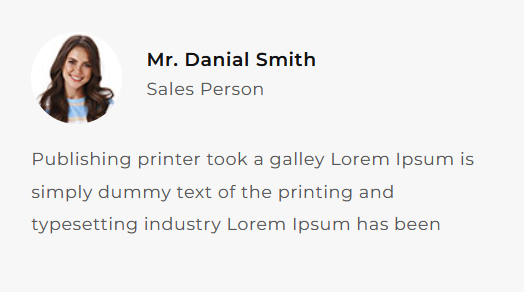 Mr. Danial Smith
Sales Person
Publishing printer took a galley Lorem Ipsum is
simply dummy text of the printing and
typesetting industry Lorem Ipsum has been